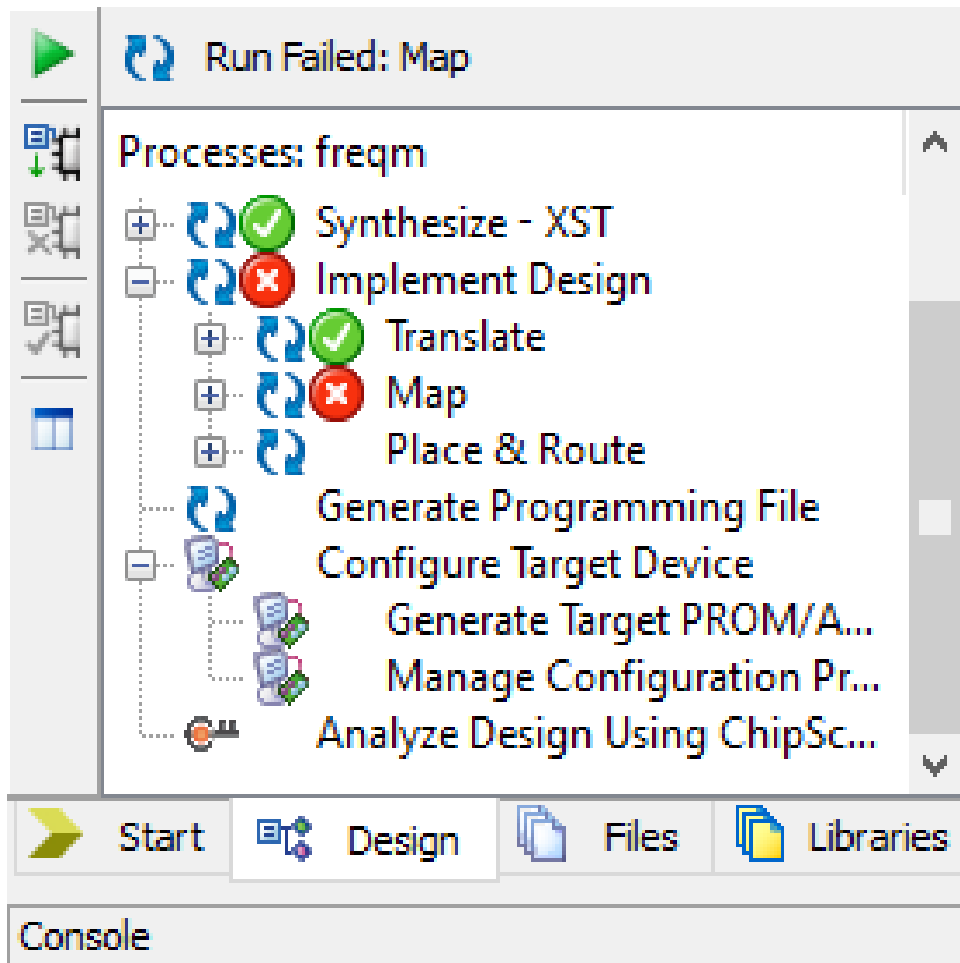 Run Failed: Map
Processes: freqm
Synthesize - XST
Implement Design
Translate
Map
Place & Route
Generate Programming File
Configure Target Device
Generate Target PROM/A...
Manage Configuration Pr...
Analyze Design Using ChipSc...
Start Design Files Libraries
Console